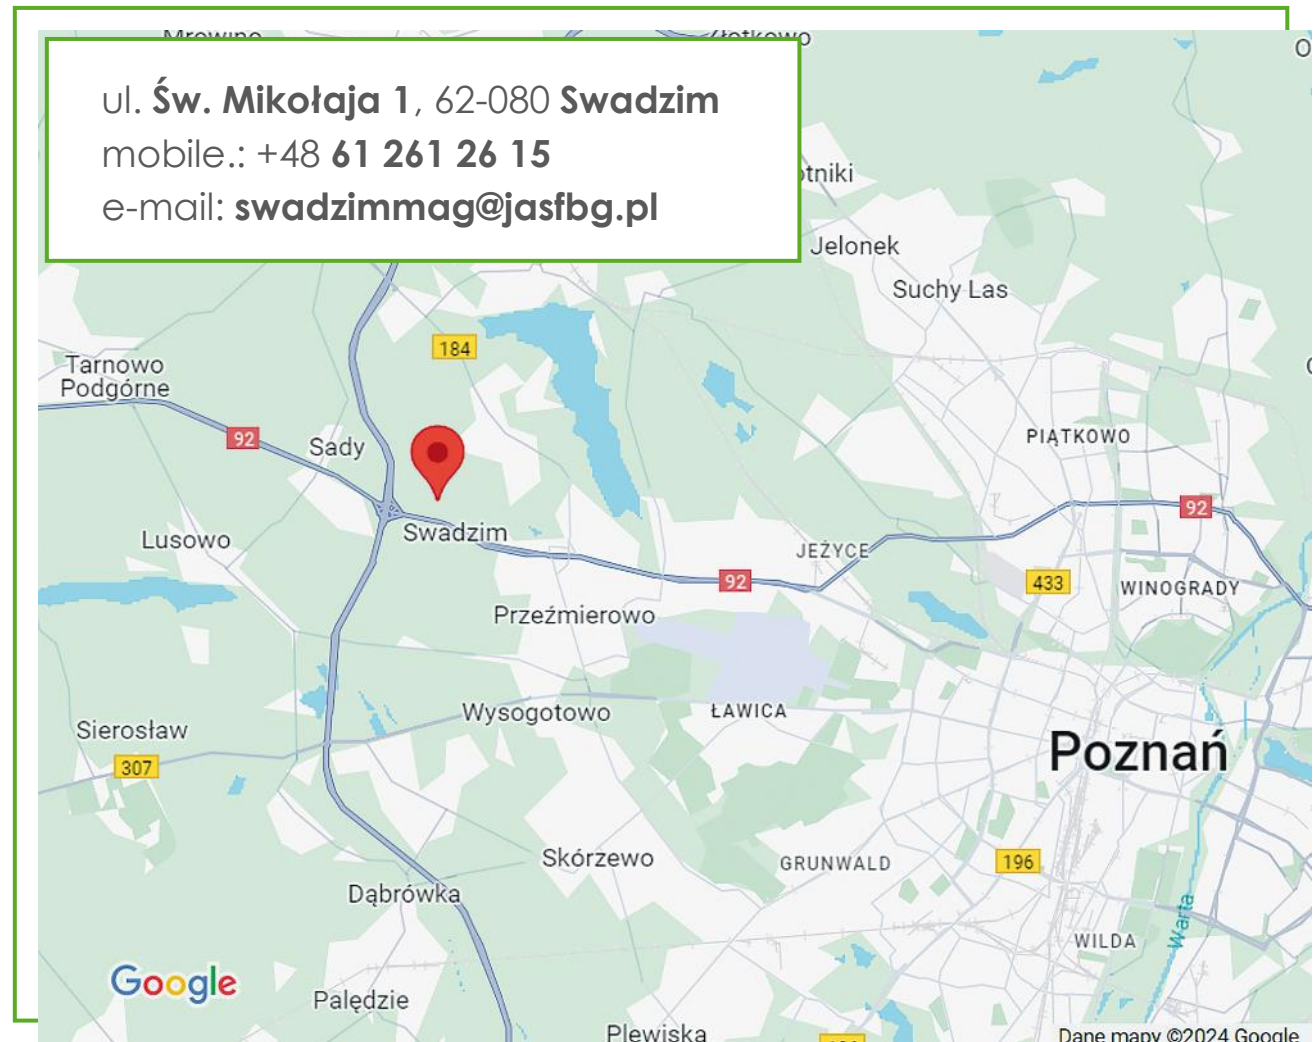 Mrowino
Złotkowo
ul. Św. Mikołaja 1, 62-080 Swadzim
mobile.: +48 61 261 26 15
e-mail: swadzimmag@jasfbg.pl
Jelonek
Suchy Las
184
Tarnowo
Podgórne
92
Sady
PIĄTKOWO
92
Swadzim
Lusowo
JEŻYCE
92
433
WINOGRADY
Przeźmierowo
Wysogotowo
ŁAWICA
Sierosław
Poznań
307
Skórzewo
GRUNWALD
196
Dąbrówka
Warta
WILDA
Google
Palędzie
Plewiska
Dane mapy ©2024 Google